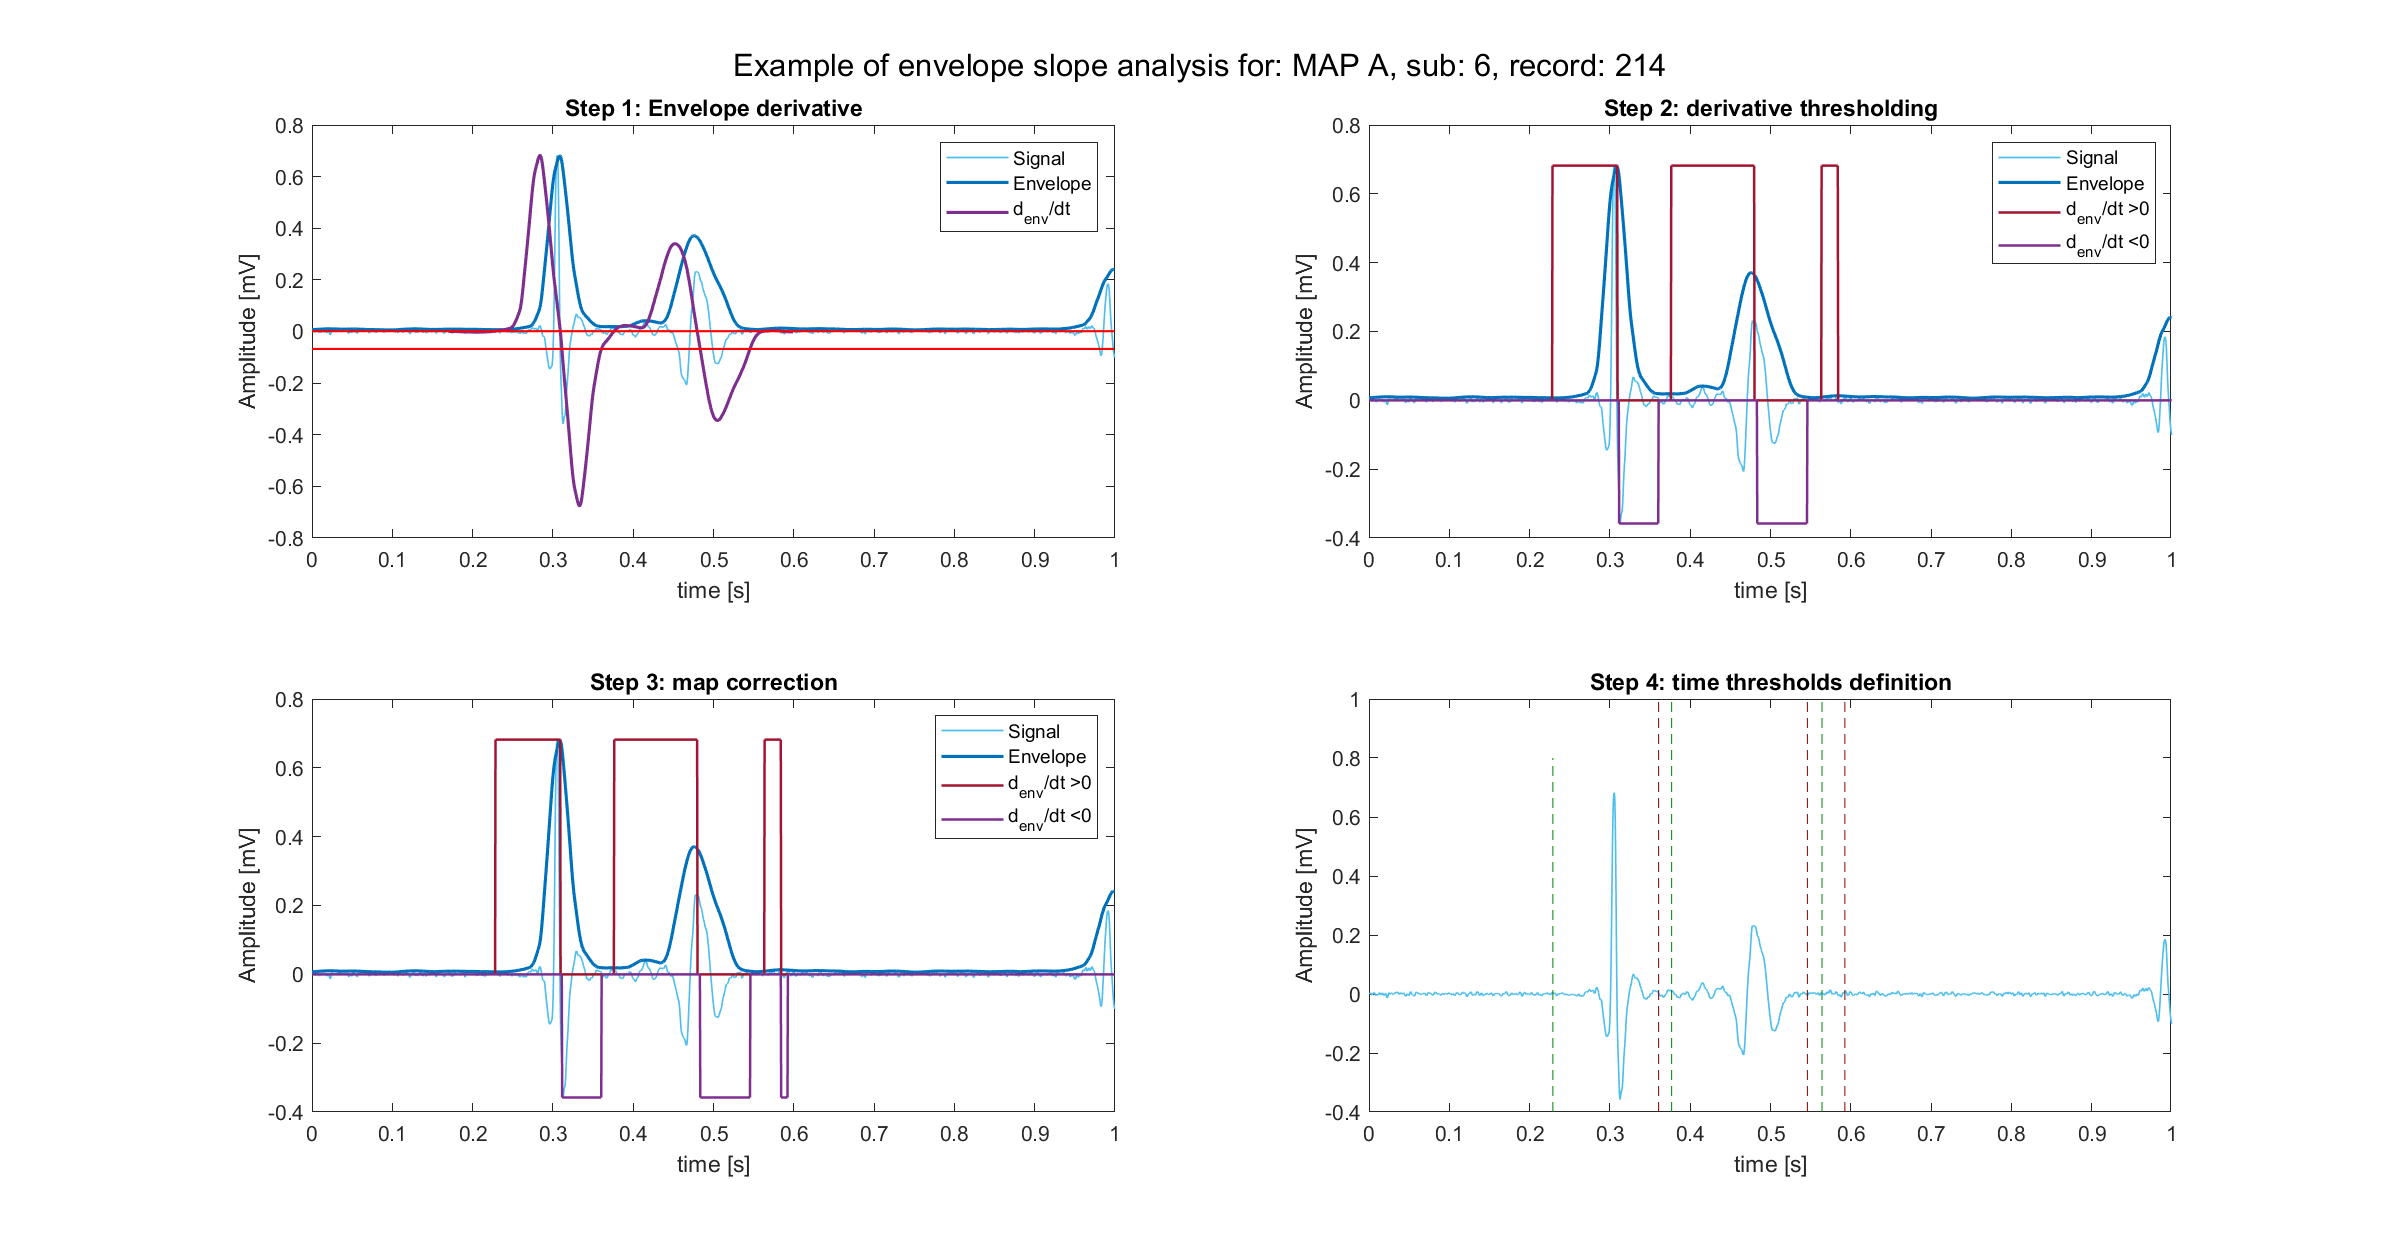 Example of envelope slope analysis for: MAP A, sub: 6, record: 214
Step 1: Envelope derivative
0.8
0.6
0.4
0.2
0
-0.2
-0.4
-0.6
-0.8
Amplitude [mV]
0 0.1 0.2 0.3 0.4 0.5 0.6 0.7 0.8 0.9 1
time [s]
Signal
Envelope
d_env/dt
Step 2: derivative thresholding
0.8
0.6
0.4
0.2
0
-0.2
-0.4
Amplitude [mV]
0 0.1 0.2 0.3 0.4 0.5 0.6 0.7 0.8 0.9 1
time [s]
Signal
Envelope
d_env/dt >0
d_env/dt <0
Step 3: map correction
0.8
0.6
0.4
0.2
0
-0.2
-0.4
Amplitude [mV]
0 0.1 0.2 0.3 0.4 0.5 0.6 0.7 0.8 0.9 1
time [s]
Signal
Envelope
d_env/dt >0
d_env/dt <0
Step 4: time thresholds definition
1
0.8
0.6
0.4
0.2
0
-0.2
-0.4
Amplitude [mV]
0 0.1 0.2 0.3 0.4 0.5 0.6 0.7 0.8 0.9 1
time [s]